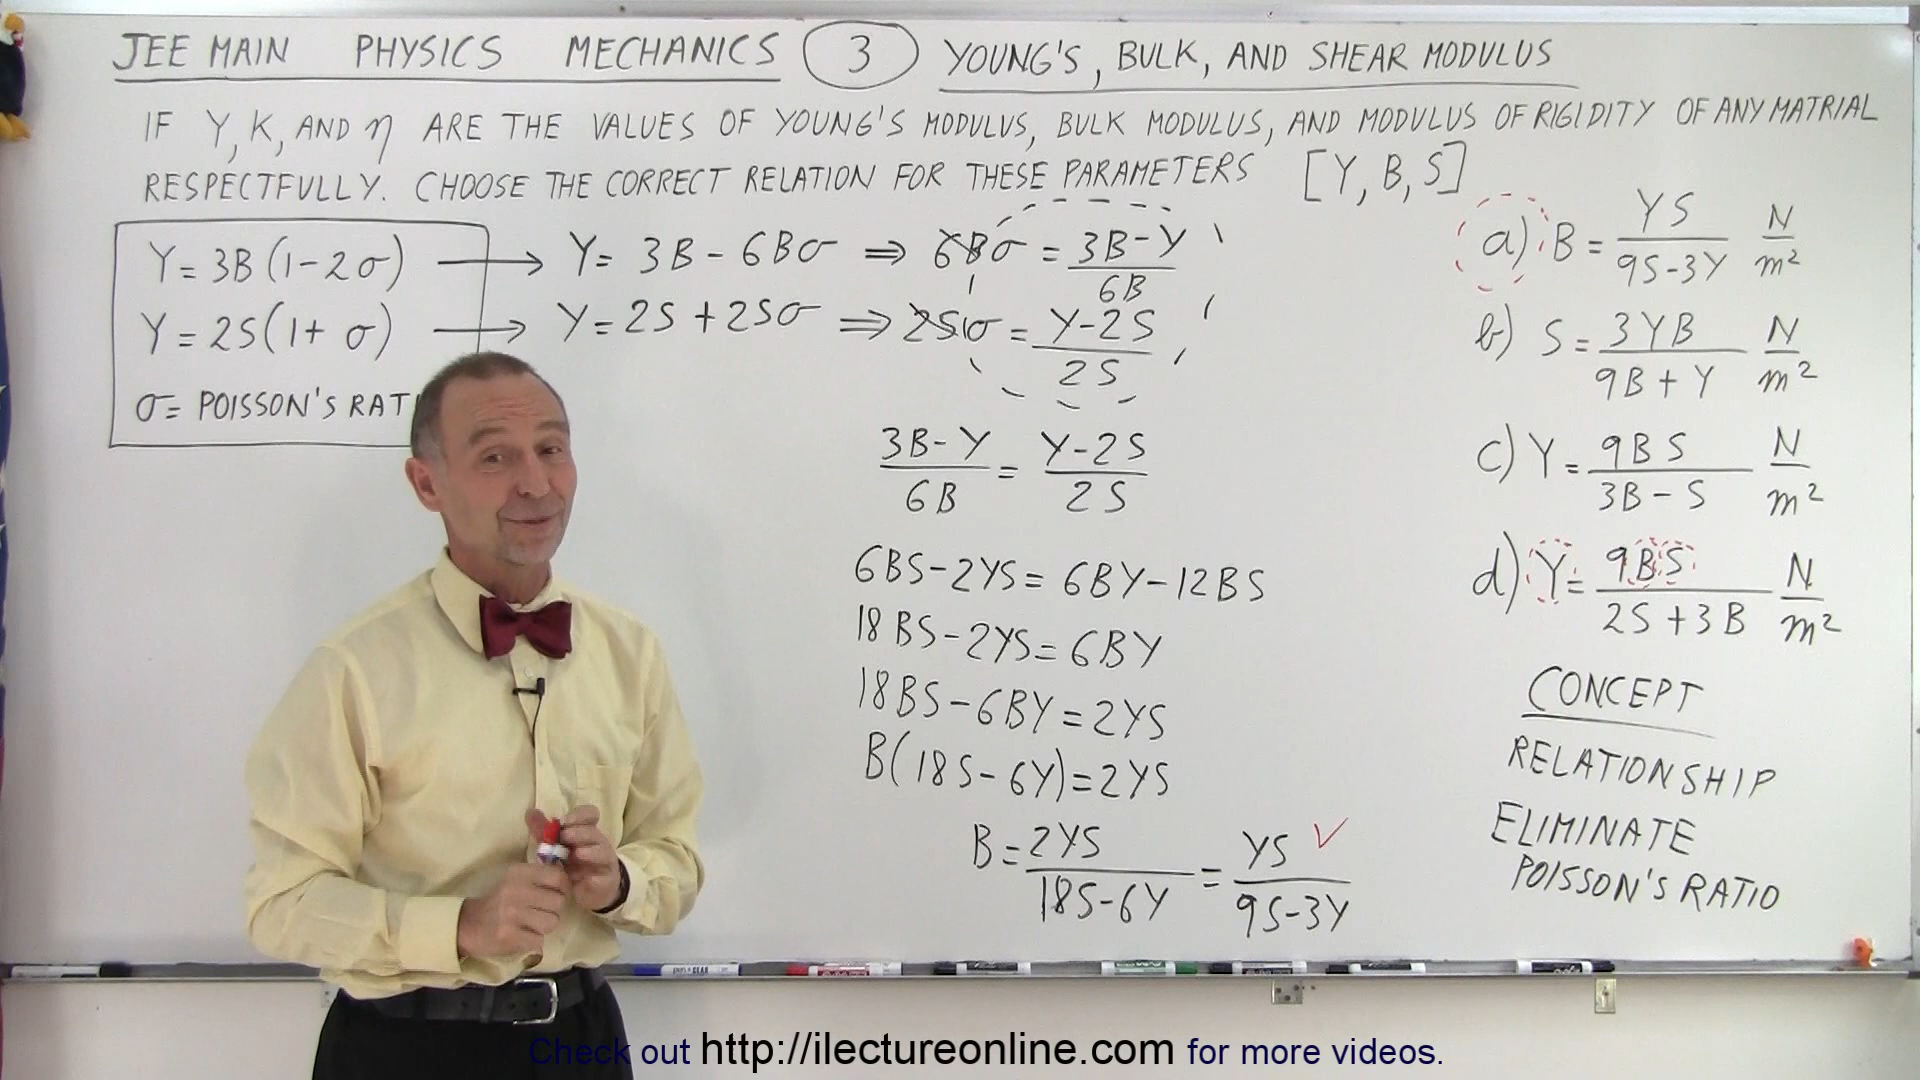 JEE MAIN PHYSICS MECHANICS 3 YOUNG'S, BULK, AND SHEAR MODULUS
IF Y, K, AND η ARE THE VALUES OF YOUNG'S MODULUS, BULK MODULUS, AND MODULUS OF RIGIDITY OF ANY MATRIAL
RESPECTFULLY. CHOOSE THE CORRECT RELATION FOR THESE PARAMETERS [Y, B, S]
Y = 3B(1-2σ) → Y = 3B - 6Bσ ⇒ 6Bσ = (3B-Y)/6B
Y = 2S(1+σ) → Y = 2S + 2Sσ ⇒ 2Sσ = (Y-2S)/2S
σ = POISSON'S RATI
(3B-Y)/6B = (Y-2S)/2S
6BS-2YS = 6BY-12BS
18BS-2YS = 6BY
18BS-6BY = 2YS
B(18S-6Y) = 2YS
B = 2YS/(18S-6Y) = YS/(9S-3Y) ✓
a) B = YS/(9S-3Y) N/m²
b) S = 3YB/(9B+Y) N/m²
c) Y = 9BS/(3B-S) N/m²
d) Y = 9BS/(2S+3B) N/m²
CONCEPT
RELATIONSHIP
ELIMINATE
POISSON'S RATIO
Check out http://ilectureonline.com for more videos.